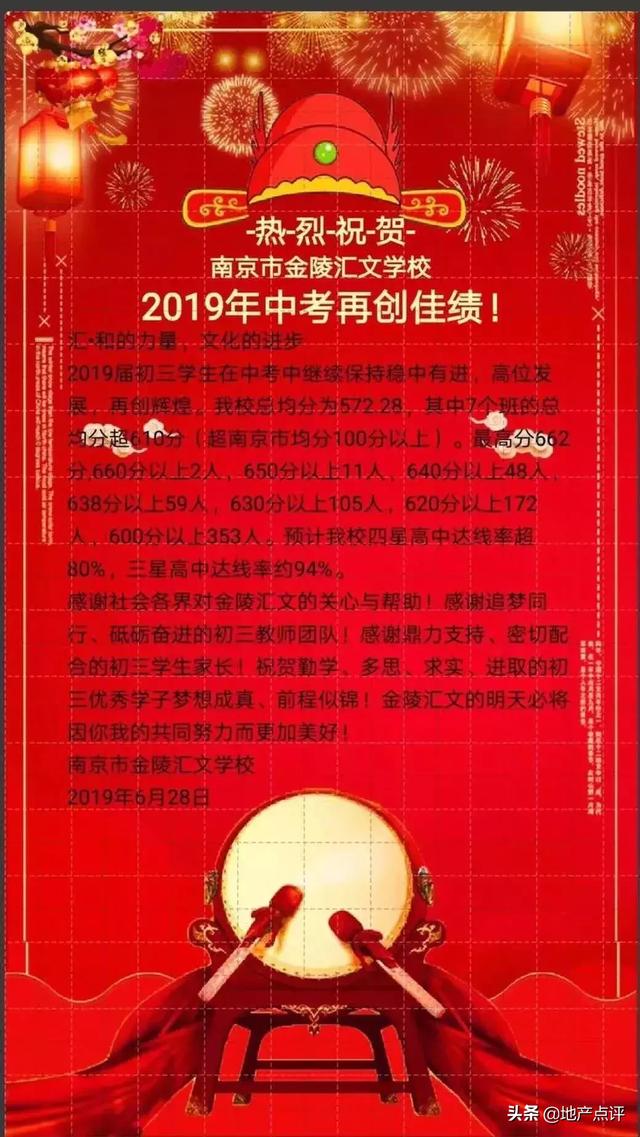 -热-烈-祝-贺-
南京市金陵汇文学校
2019年中考再创佳绩！
汇·和的力量，文化的进步
2019届初三学生在中考中继续保持稳中有进，高位发
展，再创辉煌。我校总均分为572.28，其中7个班的总
均分超610分（超南京市均分100分以上）。最高分662
分,660分以上2人，650分以上11人，640分以上48人，
638分以上59人，630分以上105人，620分以上172
人，600分以上353人。预计我校四星高中达线率超
80%，三星高中达线率约94%。
感谢社会各界对金陵汇文的关心与帮助！感谢追梦同
行、砥砺奋进的初三教师团队！感谢鼎力支持、密切配
合的初三学生家长！祝贺勤学、多思、求实、进取的初
三优秀学子梦想成真、前程似锦！金陵汇文的明天必将
因你我的共同努力而更加美好！
南京市金陵汇文学校
2019年6月28日
Stewed noodles
头条 @地产点评